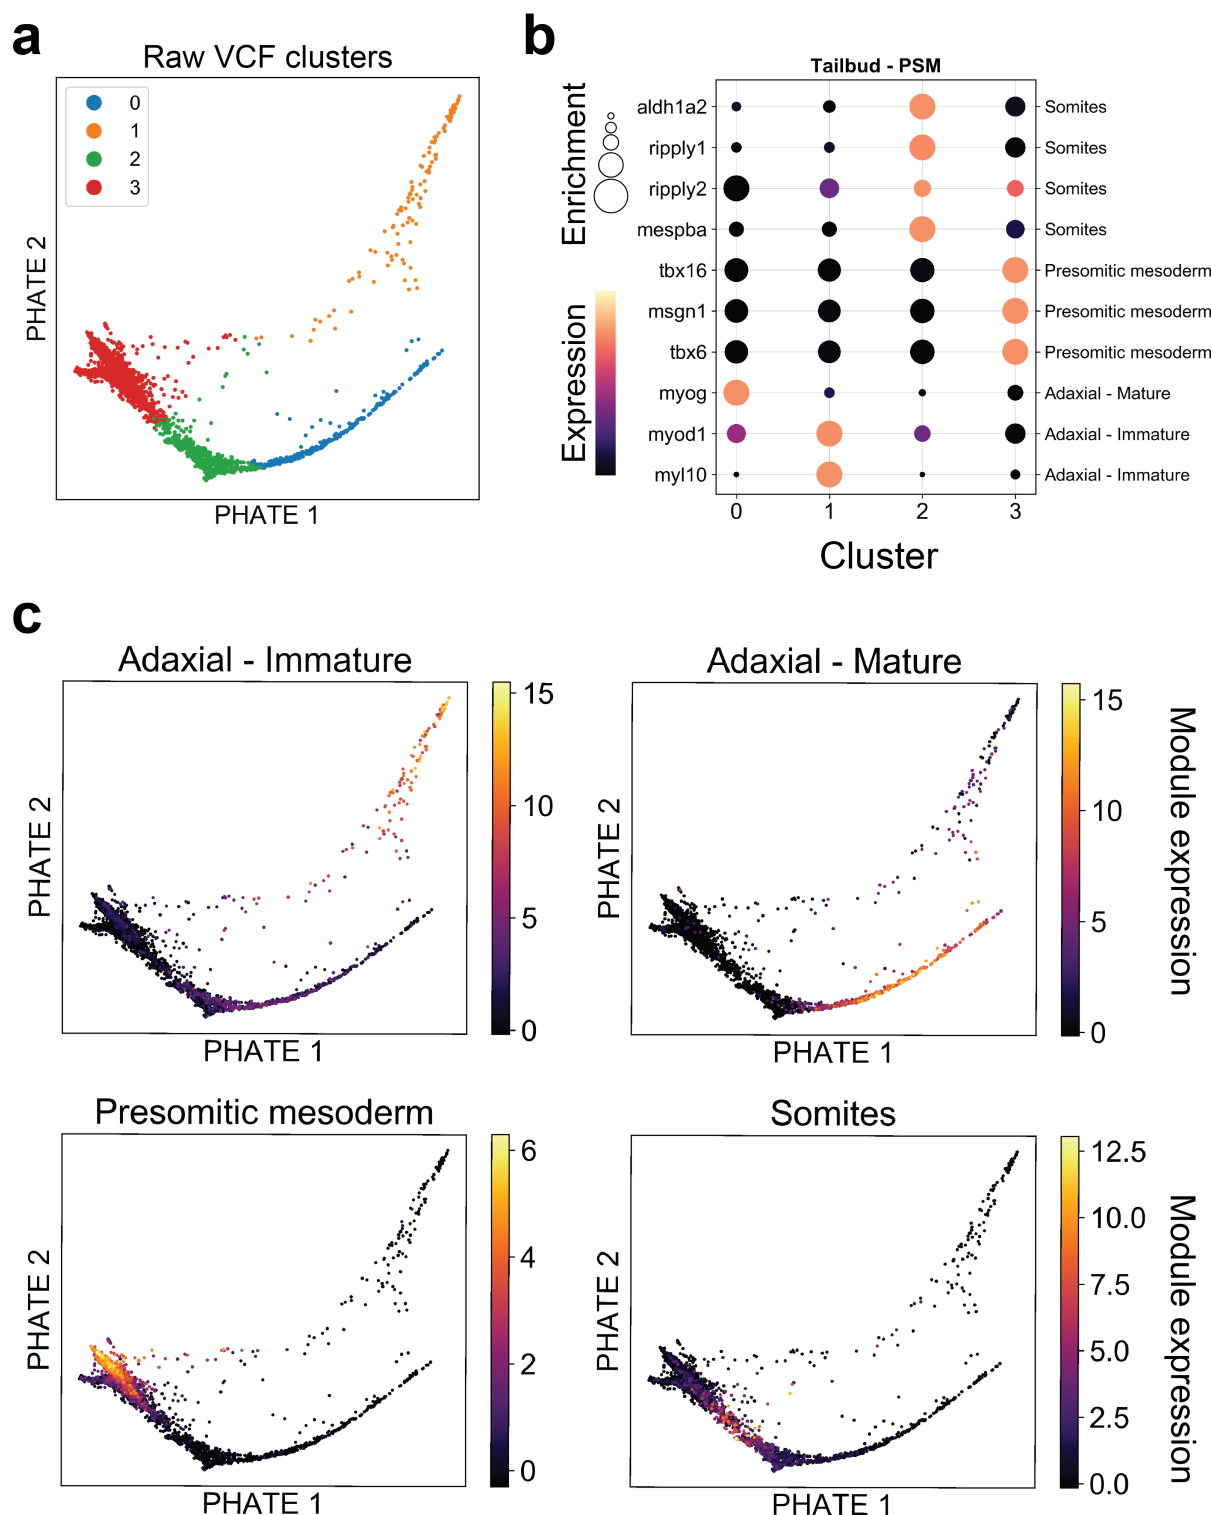 a
Raw VCF clusters
0
1
2
3
PHATE 2
PHATE 1
b
Tailbud - PSM
Enrichment
Expression
aldh1a2
Somites
ripply1
Somites
ripply2
Somites
mespba
Somites
tbx16
Presomitic mesoderm
msgn1
Presomitic mesoderm
tbx6
Presomitic mesoderm
myog
Adaxial - Mature
myod1
Adaxial - Immature
myl10
Adaxial - Immature
0 1 2 3
Cluster
c
Adaxial - Immature
PHATE 2
PHATE 1
15
10
5
0
Adaxial - Mature
PHATE 2
PHATE 1
15
10
5
0
Module expression
Presomitic mesoderm
PHATE 2
PHATE 1
6
4
2
0
Somites
PHATE 2
PHATE 1
12.5
10.0
7.5
5.0
2.5
0.0
Module expression